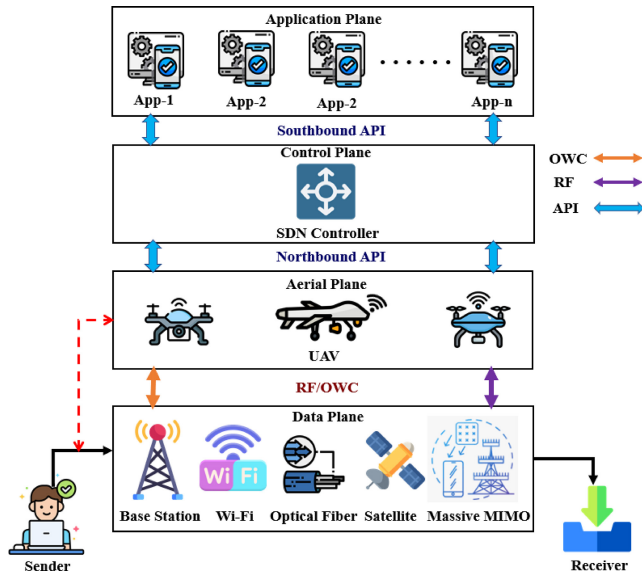 Application Plane
App-1
App-2
App-2
App-n
Southbound API
Control Plane
SDN Controller
OWC
RF
API
Northbound API
Aerial Plane
UAV
RF/OWC
Data Plane
Wi Fi
Base Station
Wi-Fi
Optical Fiber
Satellite
Massive MIMO
Sender
Receiver